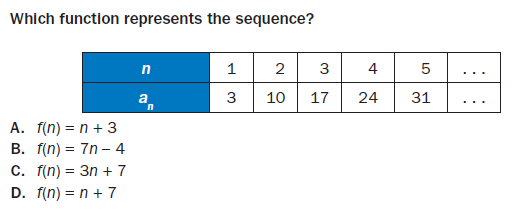 Which function represents the sequence?
n 1 2 3 4 5 ...
an 3 10 17 24 31 ...
A. f(n) = n + 3
B. f(n) = 7n – 4
C. f(n) = 3n + 7
D. f(n) = n + 7